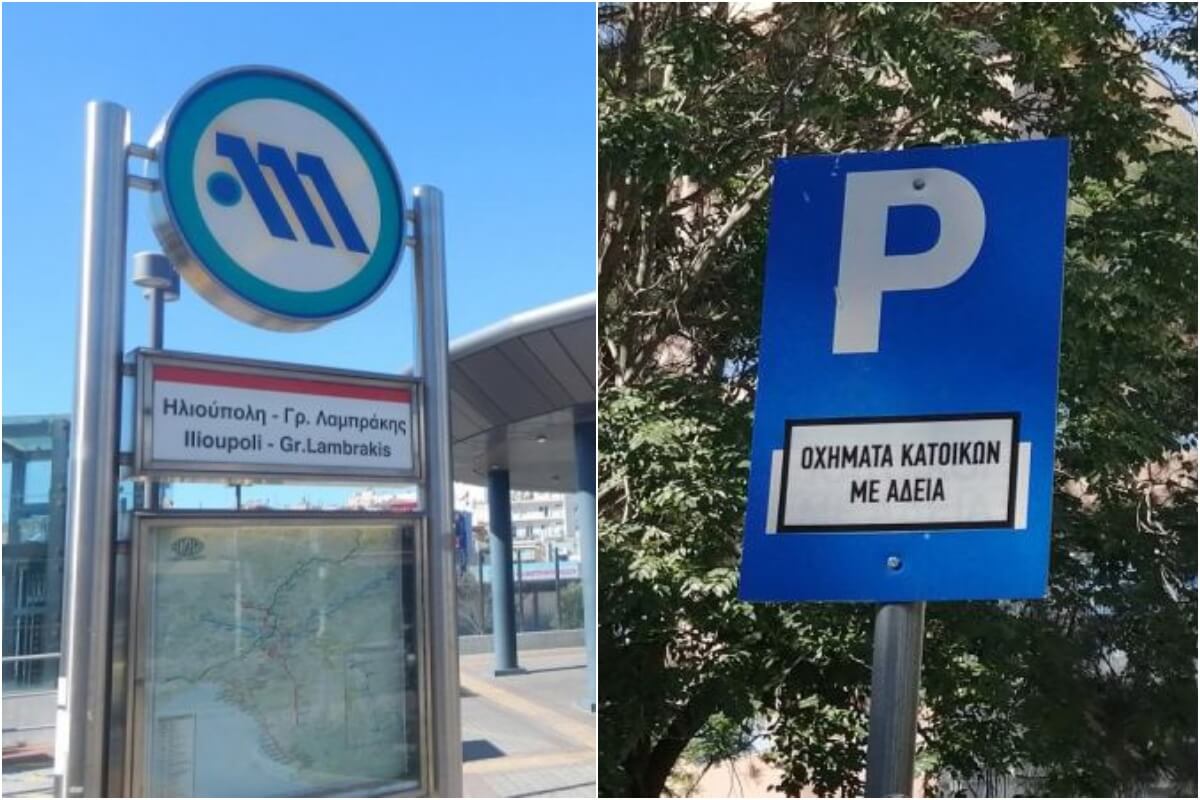 Ηλιούπολη - Γρ. Λαμπράκης
Ilioupoli - Gr.Lambrakis
P
ΟΧΗΜΑΤΑ ΚΑΤΟΙΚΩΝ
ΜΕ ΑΔΕΙΑ